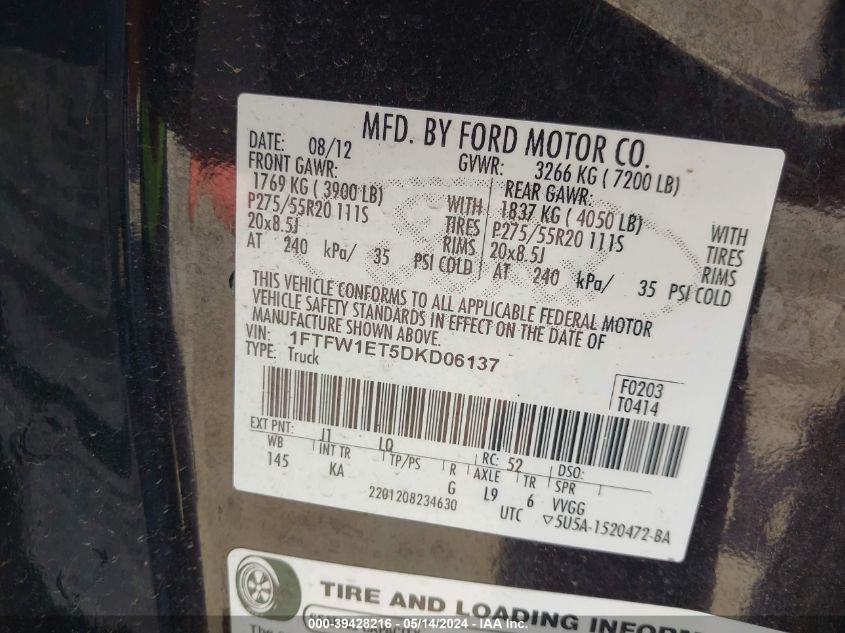 MFD. BY FORD MOTOR CO.
DATE: 08/12 GVWR: 3266 KG ( 7200 LB)
FRONT GAWR: REAR GAWR:
1769 KG ( 3900 LB) WITH 1837 KG ( 4050 LB) WITH
P275/55R20 111S TIRES P275/55R20 111S TIRES
20x8.5J RIMS 20x8.5J RIMS
AT 240 kPa/ 35 PSI COLD AT 240 kPa/ 35 PSI COLD
THIS VEHICLE CONFORMS TO ALL APPLICABLE FEDERAL MOTOR
VEHICLE SAFETY STANDARDS IN EFFECT ON THE DATE OF
MANUFACTURE SHOWN ABOVE.
VIN: 1FTFW1ET5DKD06137
TYPE: Truck
F0203
T0414
EXT PNT: J1 LQ RC: 52 DSO:
WB INT TR TP/PS R AXLE TR SPR
145 KA G L9 6 VVGG
2201208234630 UTC ▽5U5A-1520472-BA
TIRE AND LOADING INFORM
000-39428216 - 05/14/2024 - IAA Inc.